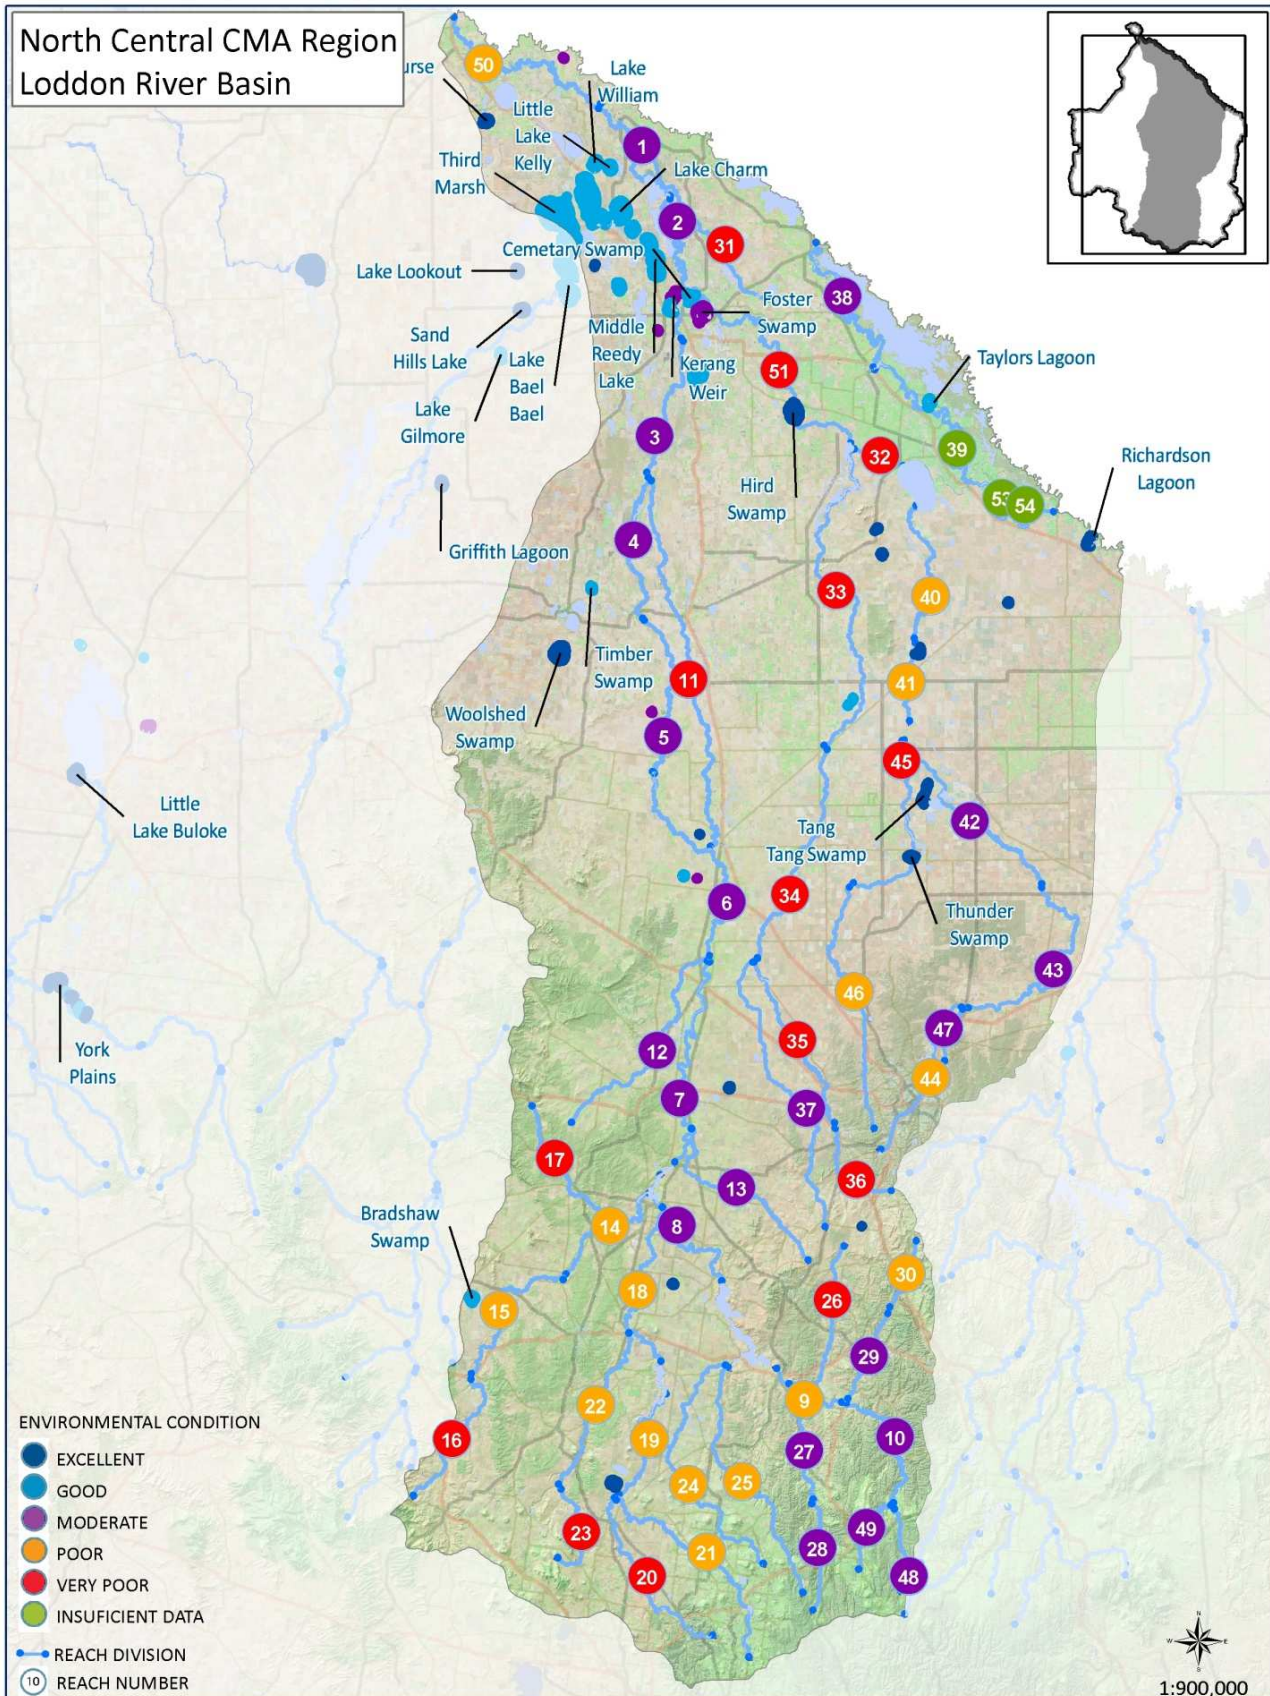 North Central CMA Region
Loddon River Basin
urse
50
Lake
William
Little
Lake
Kelly
1
Third
Marsh
Lake Charm
2
31
Cemetary Swamp
Lake Lookout
38
Foster
Swamp
Sand
Hills Lake
Middle
Reedy
Lake
Lake
Bael
Bael
Kerang
Weir
51
Taylors Lagoon
Lake
Gilmore
3
32
39
Richardson
Lagoon
Hird
Swamp
53
54
Griffith Lagoon
4
33
40
Timber
Swamp
11
41
Woolshed
Swamp
5
45
Little
Lake Buloke
42
Tang
Tang Swamp
34
6
Thunder
Swamp
43
46
47
York
Plains
12
35
44
7
37
17
36
13
Bradshaw
Swamp
14
8
30
18
15
26
29
22
9
ENVIRONMENTAL CONDITION
16
19
10
27
EXCELLENT
24
25
GOOD
MODERATE
23
49
28
POOR
21
20
48
VERY POOR
INSUFICIENT DATA
REACH DIVISION
10 REACH NUMBER
N
W
E
S
1:900,000